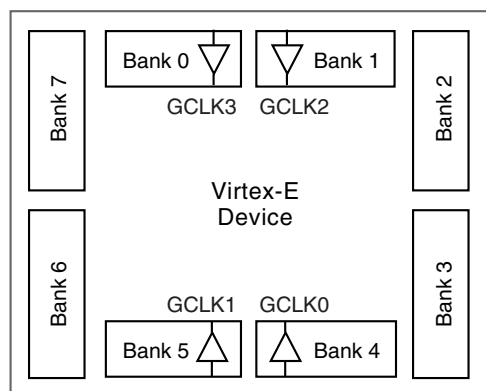 Bank 0
Bank 1
GCLK3
GCLK2
Bank 7
Bank 2
Virtex-E
Device
Bank 6
Bank 3
GCLK1
GCLK0
Bank 5
Bank 4